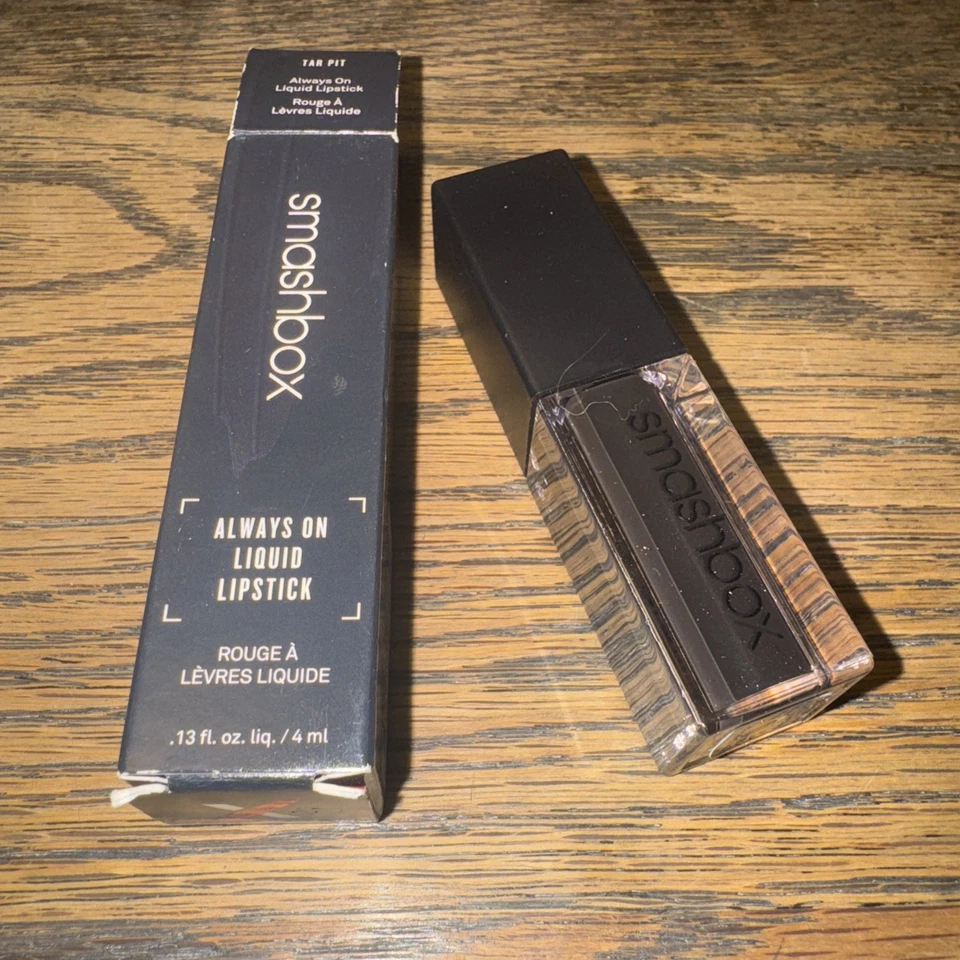 TAR PIT
Always On
Liquid Lipstick
Rouge À
Lèvres Liquide
smashbox
ALWAYS ON
LIQUID
LIPSTICK
ROUGE À
LÈVRES LIQUIDE
.13 fl. oz. liq. / 4 ml
smashbox